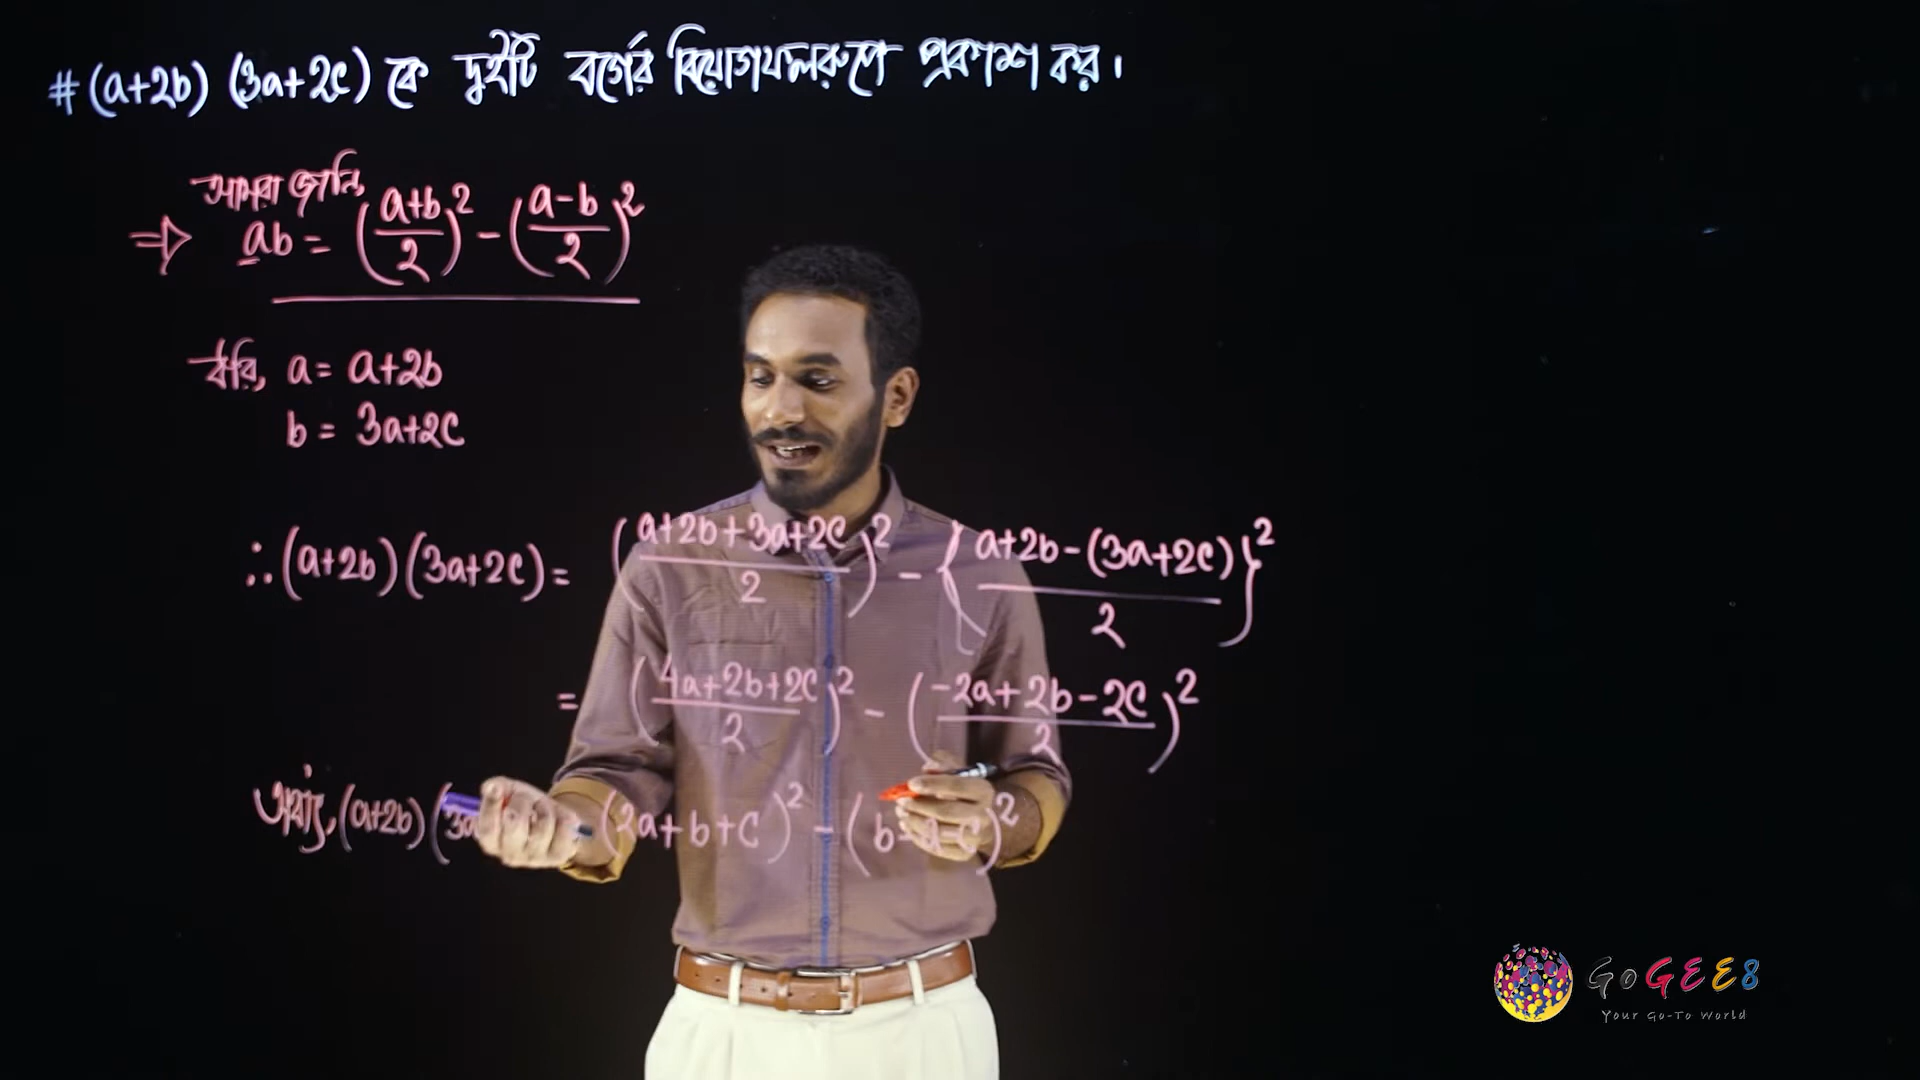 # (a+2b) (3a+2c) কে দুইটি বর্গের বিয়োগফলরুপে প্রকাশ কর।
আমরা জানি,
⇒ ab = ((a+b)/2)² - ((a-b)/2)²
ধরি, a = a+2b
b = 3a+2c
∴ (a+2b)(3a+2c) = ((a+2b+3a+2c)/2)² - {(a+2b-(3a+2c))/2}²
= ((4a+2b+2c)/2)² - ((-2a+2b-2c)/2)²
অর্থাৎ, (a+2b) (3a (2a+b+c)² - (b-a-c)²
GOGEE8
Your Go-To World